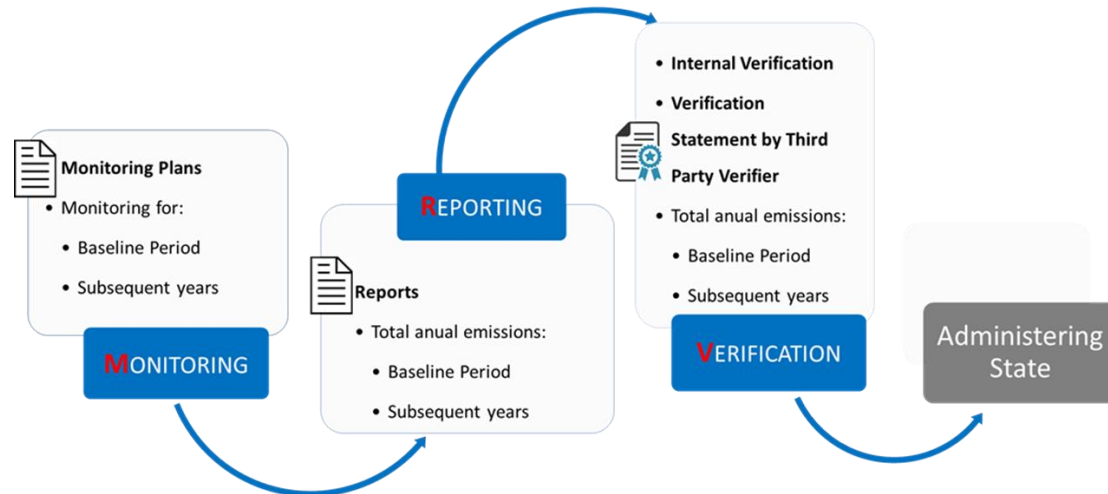 Monitoring Plans
• Monitoring for:
• Baseline Period
• Subsequent years
MONITORING
REPORTING
Reports
• Total anual emissions:
• Baseline Period
• Subsequent years
• Internal Verification
• Verification
Statement by Third
Party Verifier
• Total anual emissions:
• Baseline Period
• Subsequent years
VERIFICATION
Administering
State